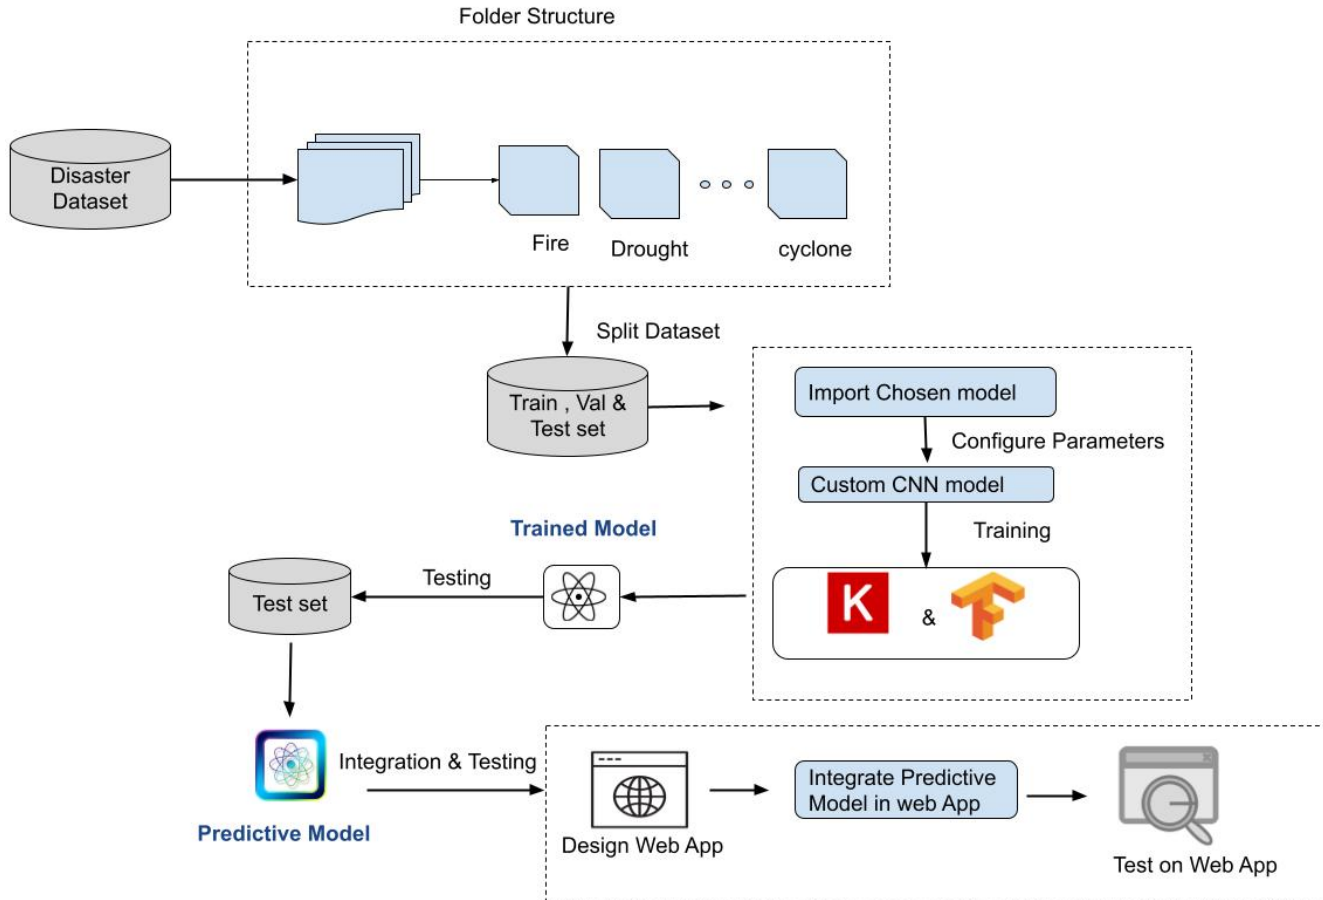 Folder Structure
Disaster
Dataset
Fire
Drought
cyclone
Split Dataset
Train , Val &
Test set
Import Chosen model
Configure Parameters
Custom CNN model
Training
K
&
Trained Model
Testing
Test set
Predictive Model
Integration & Testing
Design Web App
Integrate Predictive
Model in web App
Test on Web App